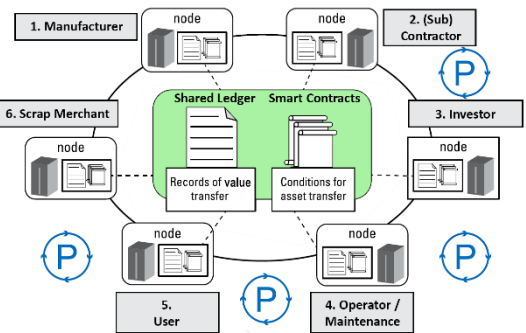 node
node
1. Manufacturer
2. (Sub)
Contractor
P
Shared Ledger
Smart Contracts
6. Scrap Merchant
3. Investor
node
node
Records of value
transfer
Conditions for
asset transfer
node
node
P
P
P
5.
User
4. Operator /
Maintenance